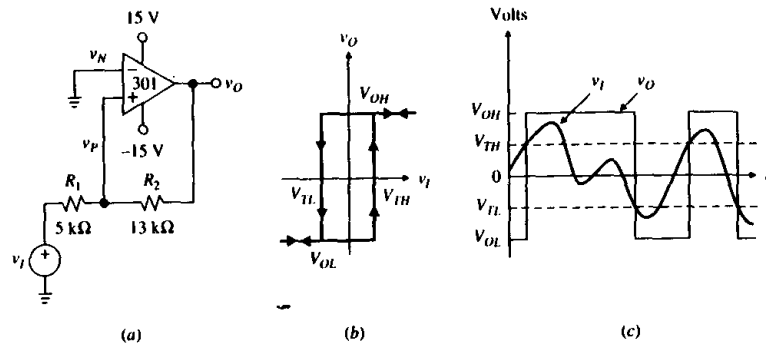 15 V
v_N
−
301
+
v_O
v_P
−15 V
R_1
R_2
5 kΩ
13 kΩ
v_I
(a)
v_O
V_OH
v_I
V_TL
V_TH
V_OL
(b)
Volts
v_I
v_O
V_OH
V_TH
0
V_TL
V_OL
(c)